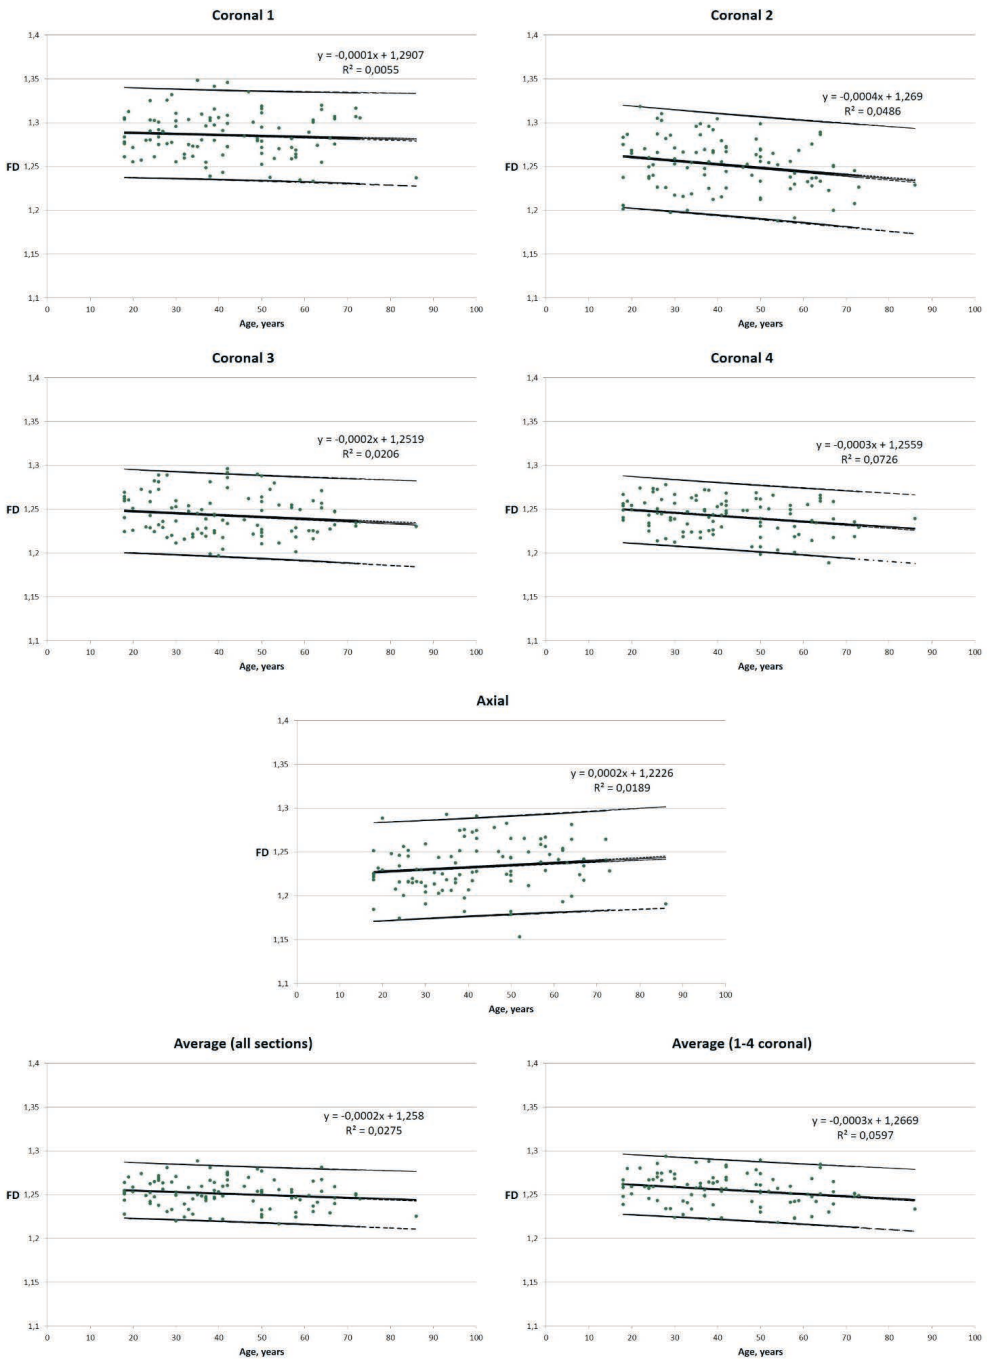 Coronal 1
1,4
1,35
1,3
FD 1,25
1,2
1,15
1,1
y = -0,0001x + 1,2907
R² = 0,0055
0 10 20 30 40 50 60 70 80 90 100
Age, years
Coronal 2
1,4
1,35
1,3
FD 1,25
1,2
1,15
1,1
y = -0,0004x + 1,269
R² = 0,0486
0 10 20 30 40 50 60 70 80 90 100
Age, years
Coronal 3
1,4
1,35
1,3
FD 1,25
1,2
1,15
1,1
y = -0,0002x + 1,2519
R² = 0,0206
0 10 20 30 40 50 60 70 80 90 100
Age, years
Coronal 4
1,4
1,35
1,3
FD 1,25
1,2
1,15
1,1
y = -0,0003x + 1,2559
R² = 0,0726
0 10 20 30 40 50 60 70 80 90 100
Age, years
Axial
1,4
1,35
1,3
FD 1,25
1,2
1,15
1,1
y = 0,0002x + 1,2226
R² = 0,0189
0 10 20 30 40 50 60 70 80 90 100
Age, years
Average (all sections)
1,4
1,35
1,3
FD 1,25
1,2
1,15
1,1
y = -0,0002x + 1,258
R² = 0,0275
0 10 20 30 40 50 60 70 80 90 100
Age, years
Average (1-4 coronal)
1,4
1,35
1,3
FD 1,25
1,2
1,15
1,1
y = -0,0003x + 1,2669
R² = 0,0597
0 10 20 30 40 50 60 70 80 90 100
Age, years